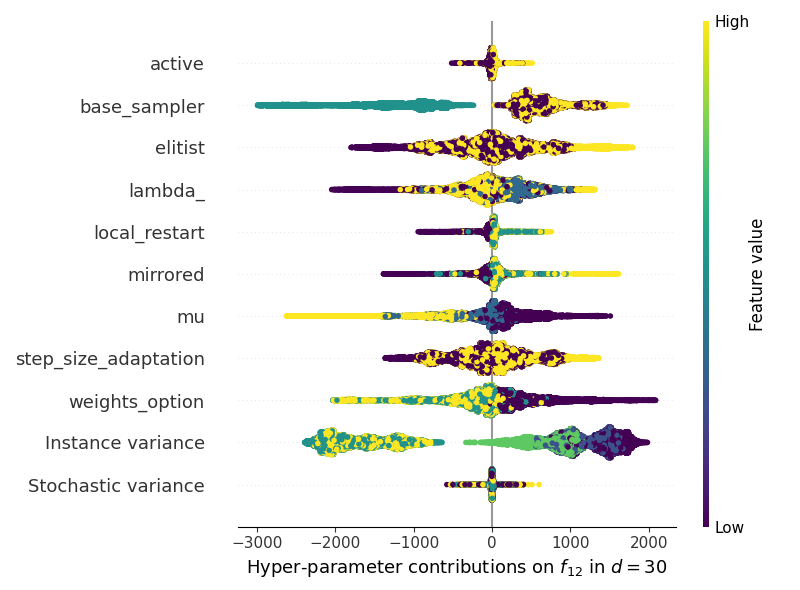 High
active
base_sampler
elitist
lambda_
local_restart
mirrored
mu
step_size_adaptation
weights_option
Instance variance
Stochastic variance
Feature value
Low
−3000 −2000 −1000 0 1000 2000
Hyper-parameter contributions on f12 in d = 30